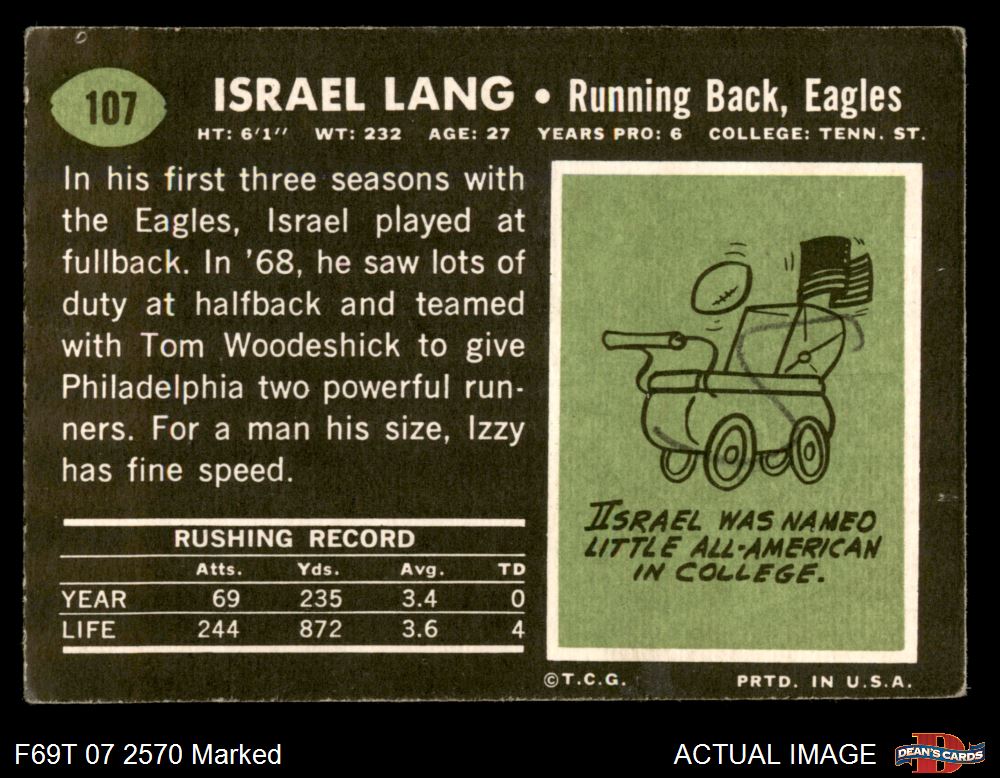 107
ISRAEL LANG • Running Back, Eagles
HT: 6'1'' WT: 232 AGE: 27 YEARS PRO: 6 COLLEGE: TENN. ST.
In his first three seasons with
the Eagles, Israel played at
fullback. In '68, he saw lots of
duty at halfback and teamed
with Tom Woodeshick to give
Philadelphia two powerful run-
ners. For a man his size, Izzy
has fine speed.
RUSHING RECORD
Atts. Yds. Avg. TD
YEAR 69 235 3.4 0
LIFE 244 872 3.6 4
ISRAEL WAS NAMED
LITTLE ALL-AMERICAN
IN COLLEGE.
©T.C.G. PRTD. IN U.S.A.
F69T 07 2570 Marked
ACTUAL IMAGE
DEAN'S CARDS